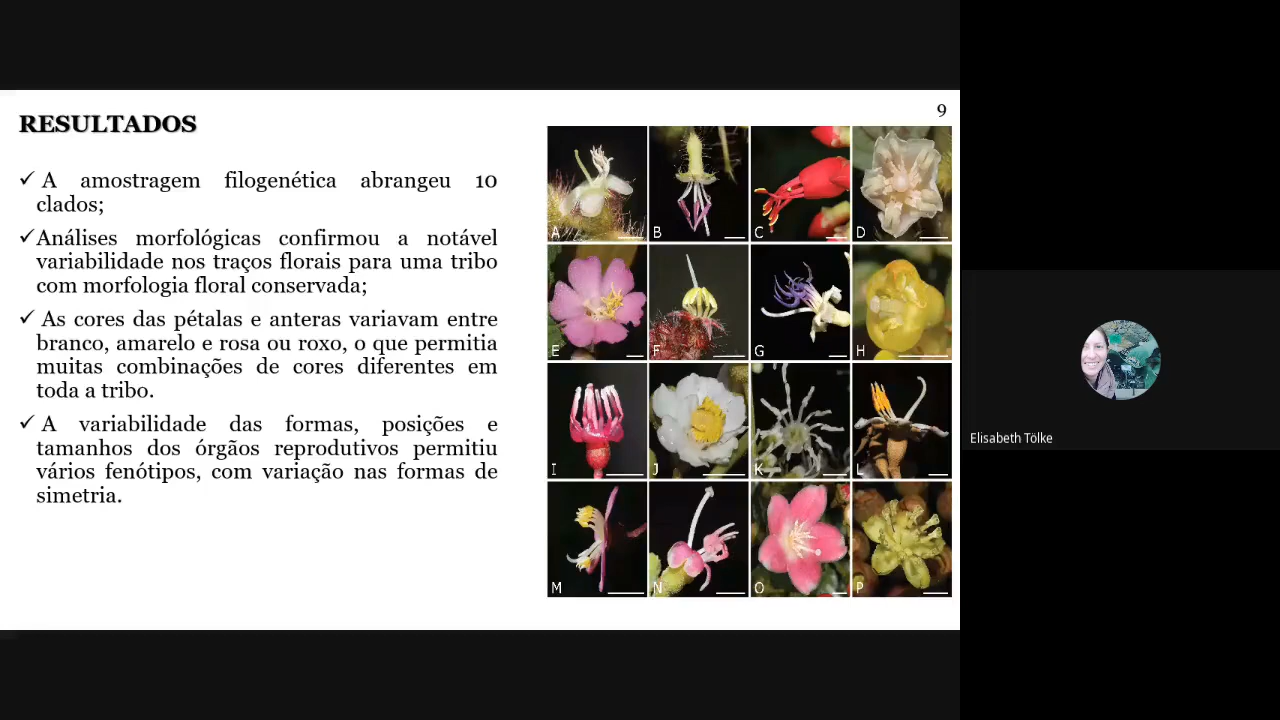 9
RESULTADOS
✓ A amostragem filogenética abrangeu 10
clados;
✓Análises morfológicas confirmou a notável
variabilidade nos traços florais para uma tribo
com morfologia floral conservada;
✓ As cores das pétalas e anteras variavam entre
branco, amarelo e rosa ou roxo, o que permitia
muitas combinações de cores diferentes em
toda a tribo.
✓ A variabilidade das formas, posições e
tamanhos dos órgãos reprodutivos permitiu
vários fenótipos, com variação nas formas de
simetria.
A B C D
E F G H
I J K L
M N O P
Elisabeth Tölke